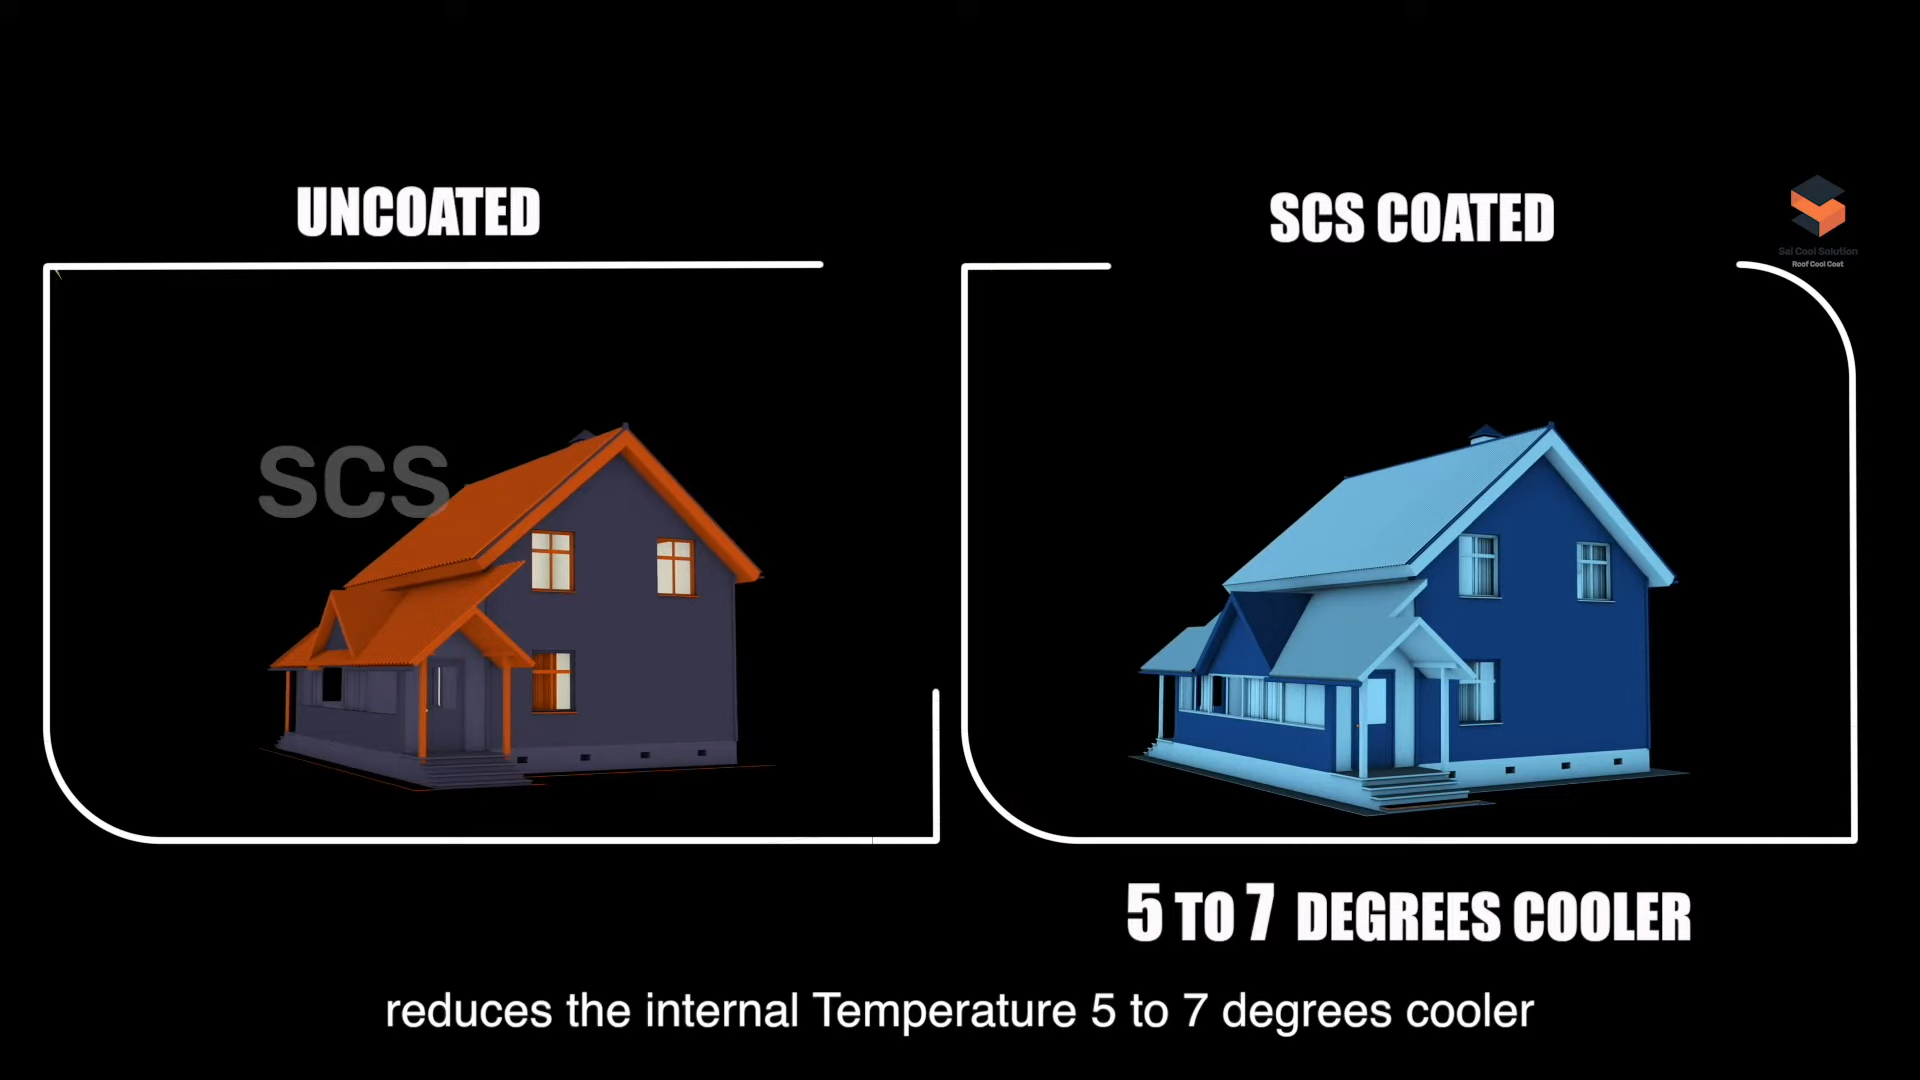 UNCOATED
SCS COATED
Sai Cool Solution
Roof Cool Coat
SCS
5 TO 7 DEGREES COOLER
reduces the internal Temperature 5 to 7 degrees cooler